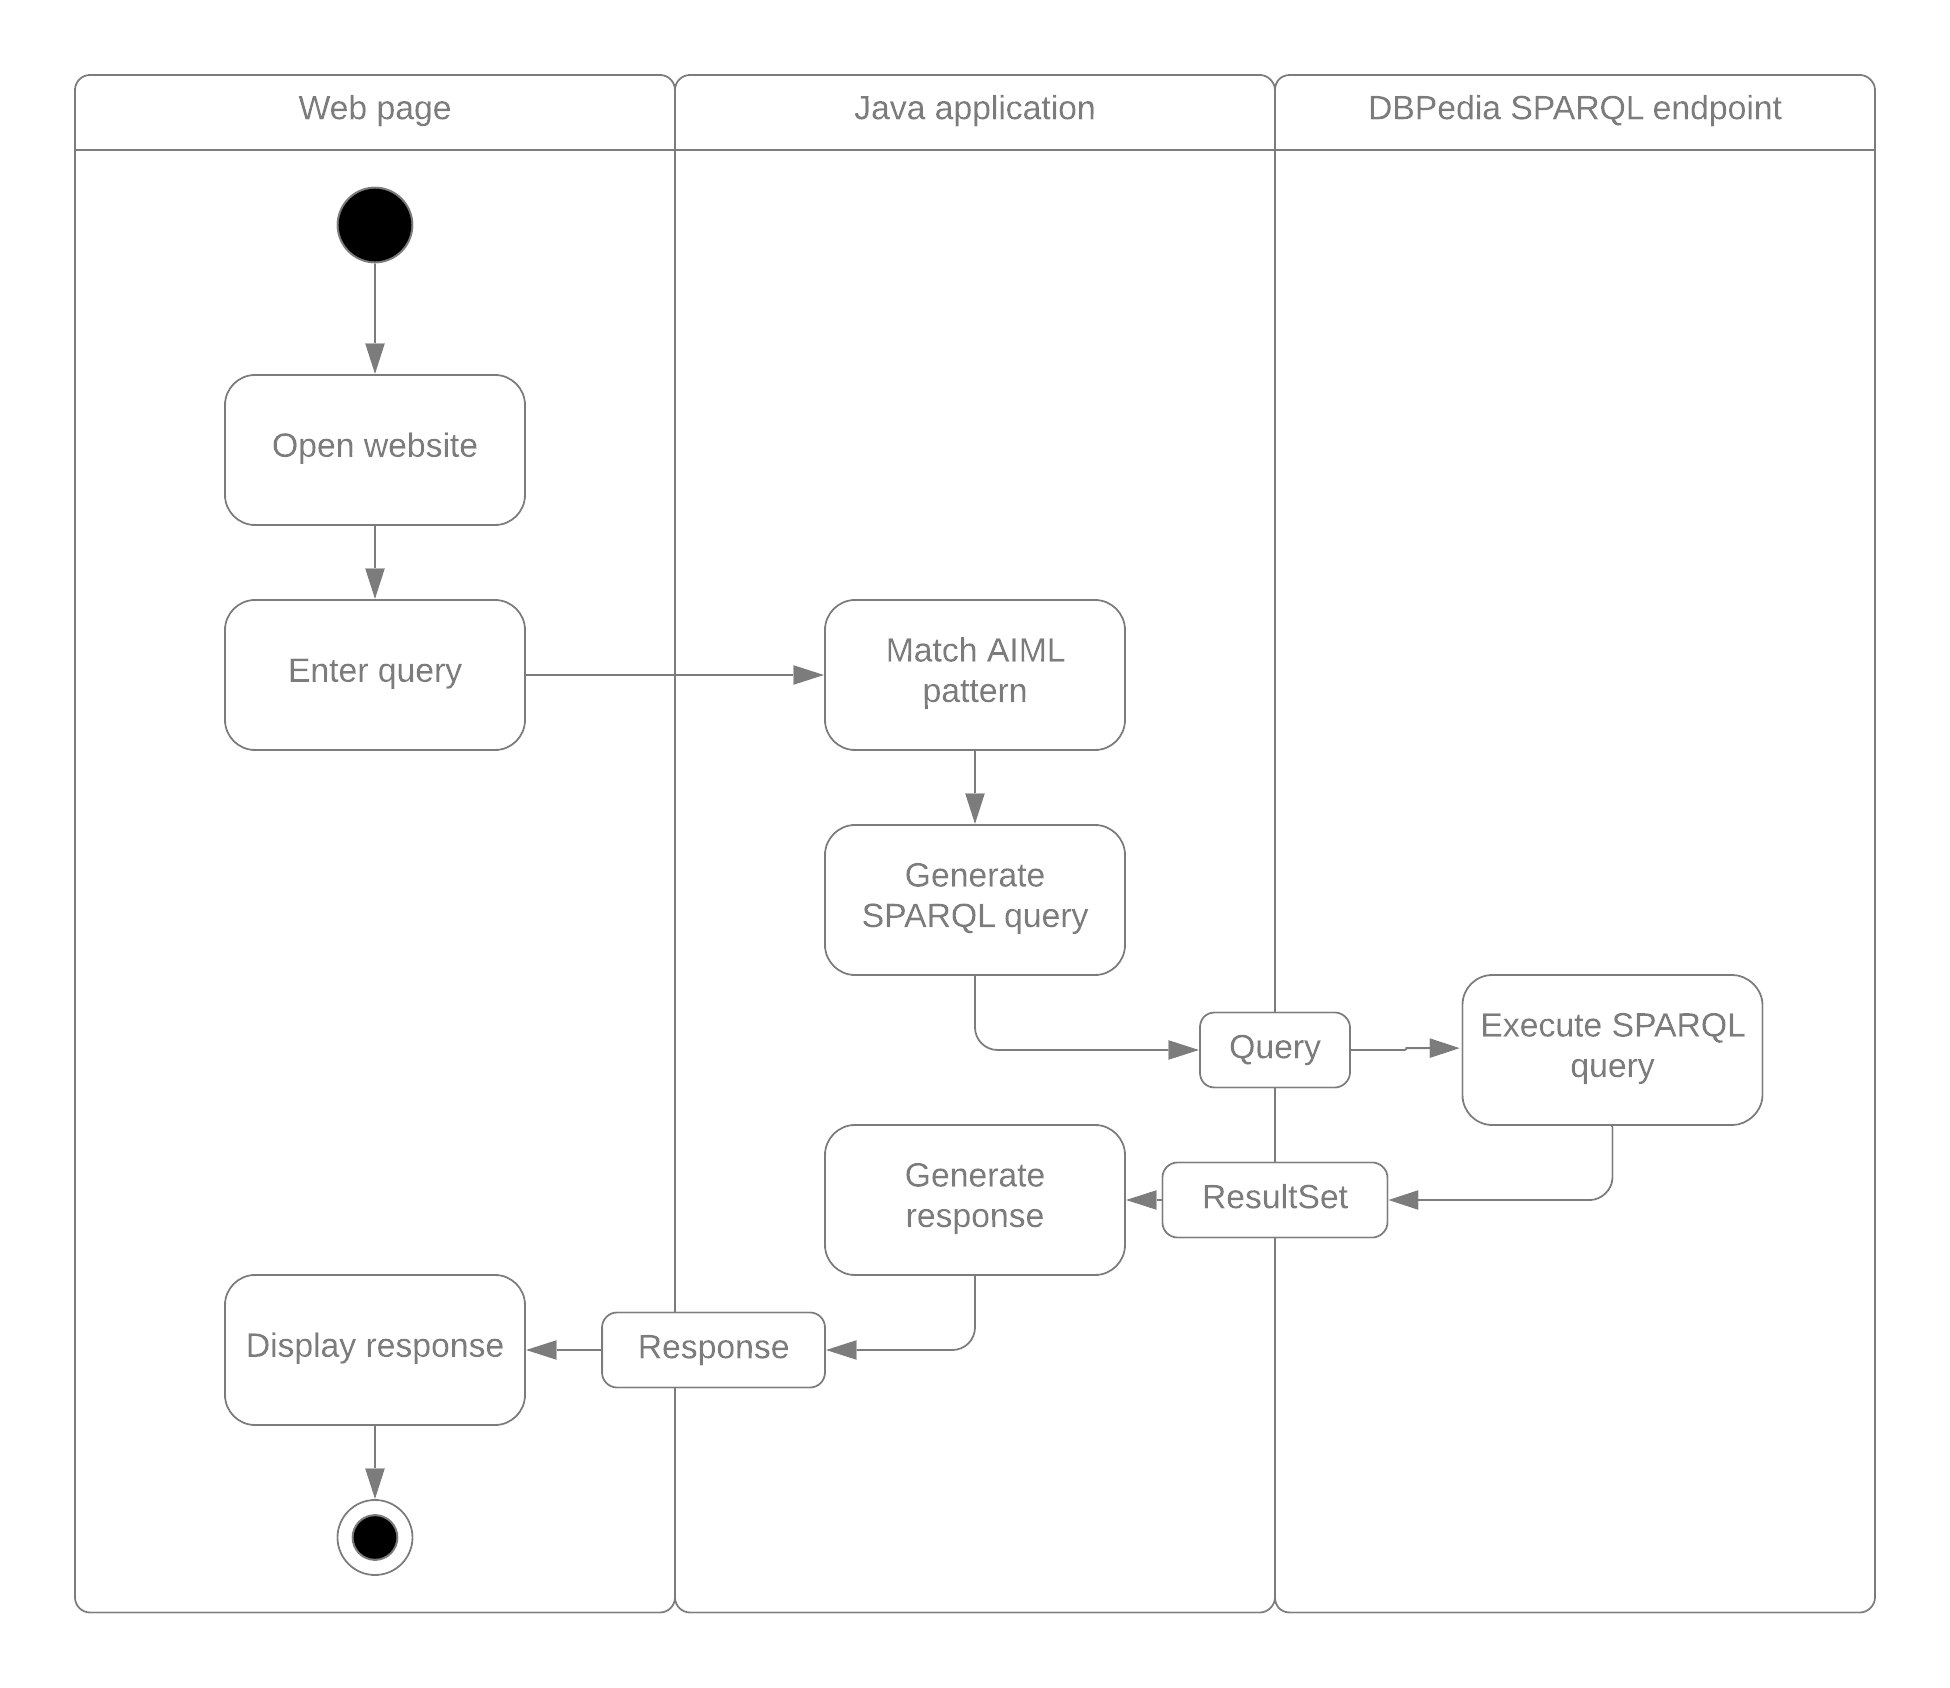 Web page
Java application
DBPedia SPARQL endpoint
Open website
Enter query
Match AIML
pattern
Generate
SPARQL query
Query
Execute SPARQL
query
ResultSet
Generate
response
Response
Display response